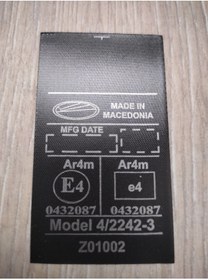 MADE IN
MACEDONIA
MFG DATE
Ar4m Ar4m
E4 e4
0432087 0432087
Model 4/2242-3
Z01002